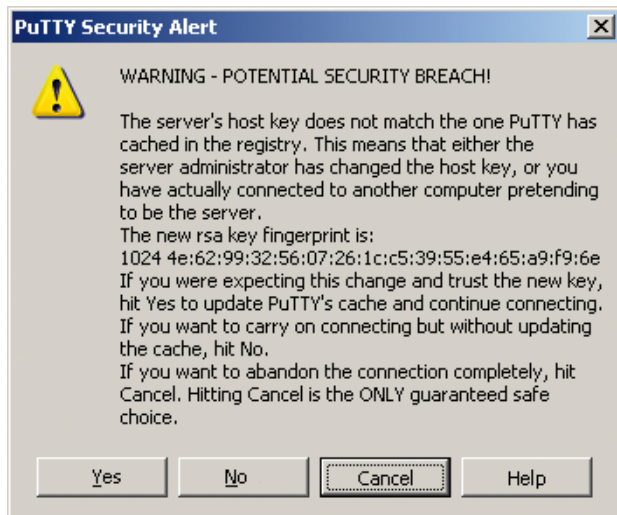 PuTTY Security Alert
WARNING - POTENTIAL SECURITY BREACH!
The server's host key does not match the one PuTTY has
cached in the registry. This means that either the
server administrator has changed the host key, or you
have actually connected to another computer pretending
to be the server.
The new rsa key fingerprint is:
1024 4e:62:99:32:56:07:26:1c:c5:39:55:e4:65:a9:f9:6e
If you were expecting this change and trust the new key,
hit Yes to update PuTTY's cache and continue connecting.
If you want to carry on connecting but without updating
the cache, hit No.
If you want to abandon the connection completely, hit
Cancel. Hitting Cancel is the ONLY guaranteed safe
choice.
Yes No Cancel Help